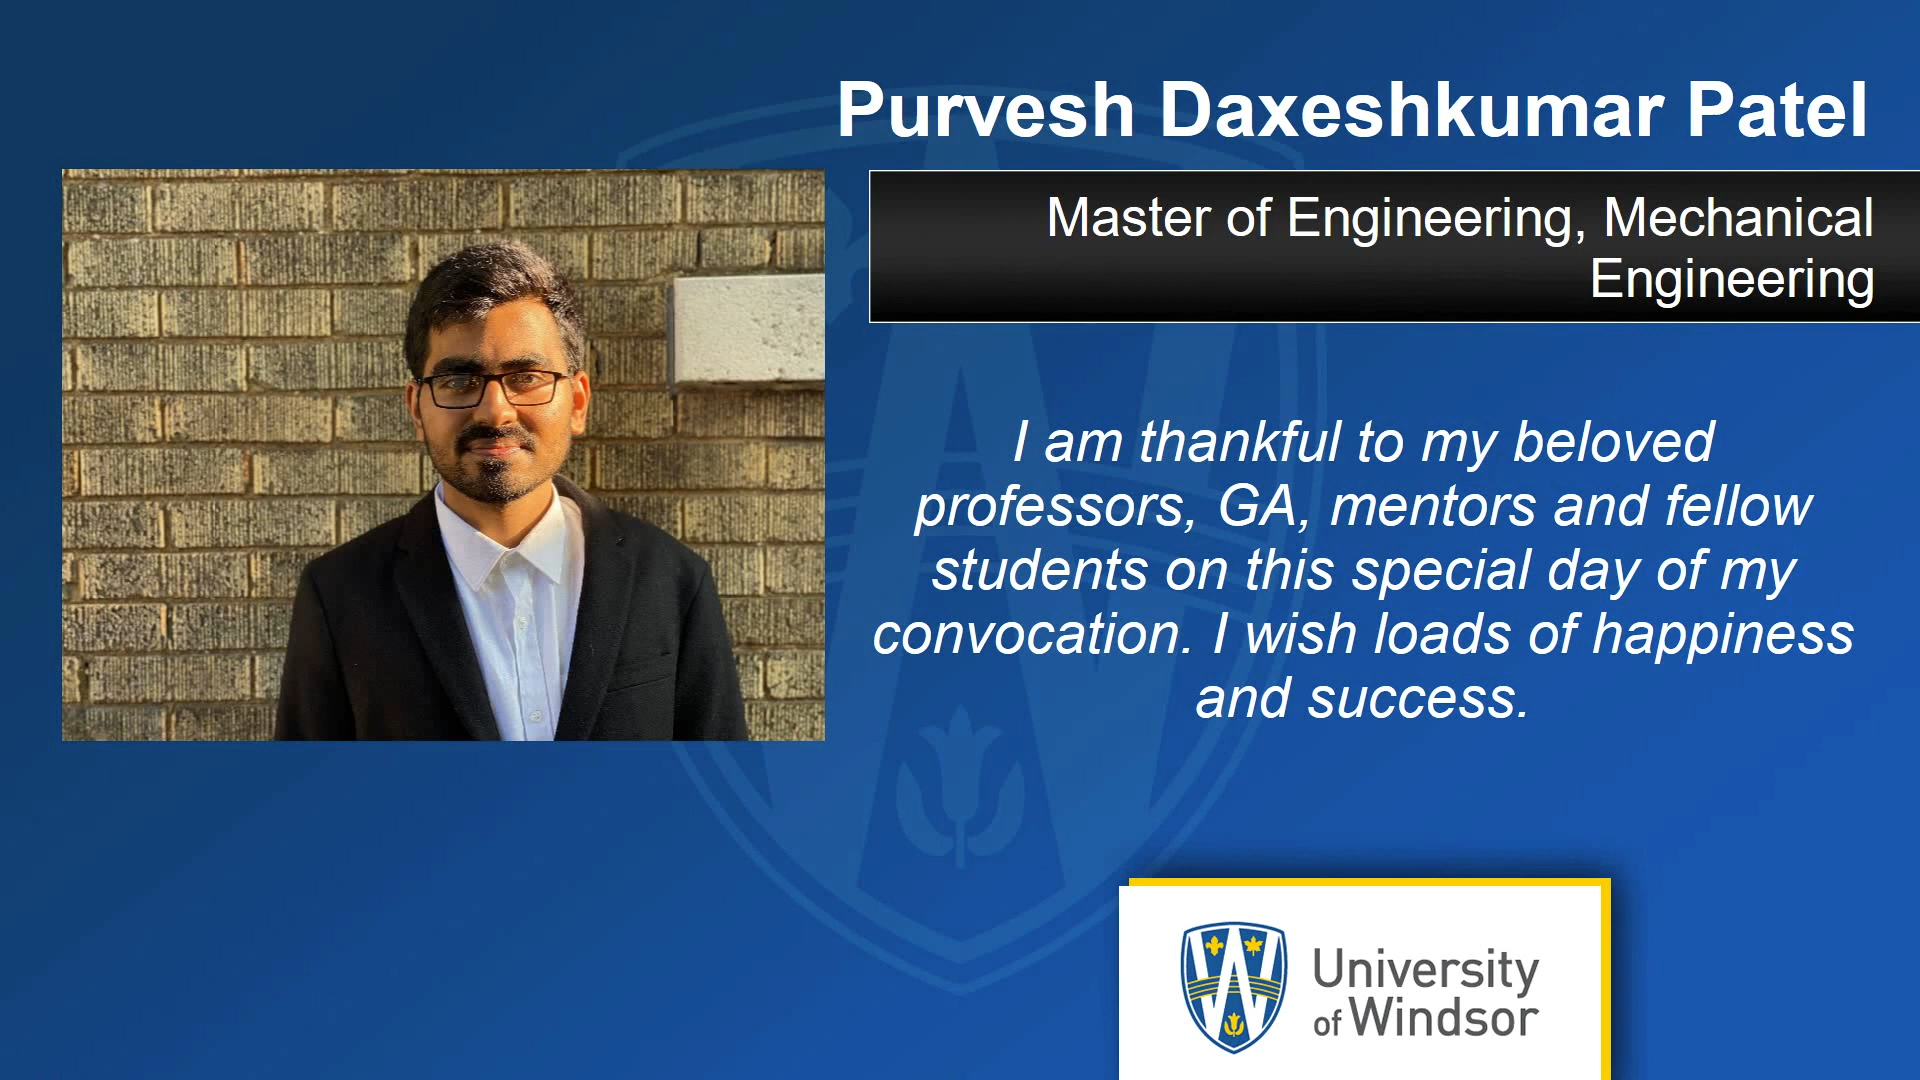 Purvesh Daxeshkumar Patel
Master of Engineering, Mechanical
Engineering
I am thankful to my beloved
professors, GA, mentors and fellow
students on this special day of my
convocation. I wish loads of happiness
and success.
University
of Windsor